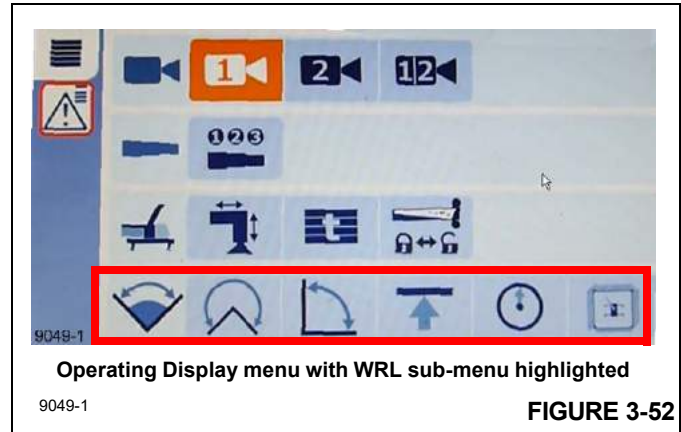 1
2
12
123
t
9049-1
Operating Display menu with WRL sub-menu highlighted
9049-1
FIGURE 3-52